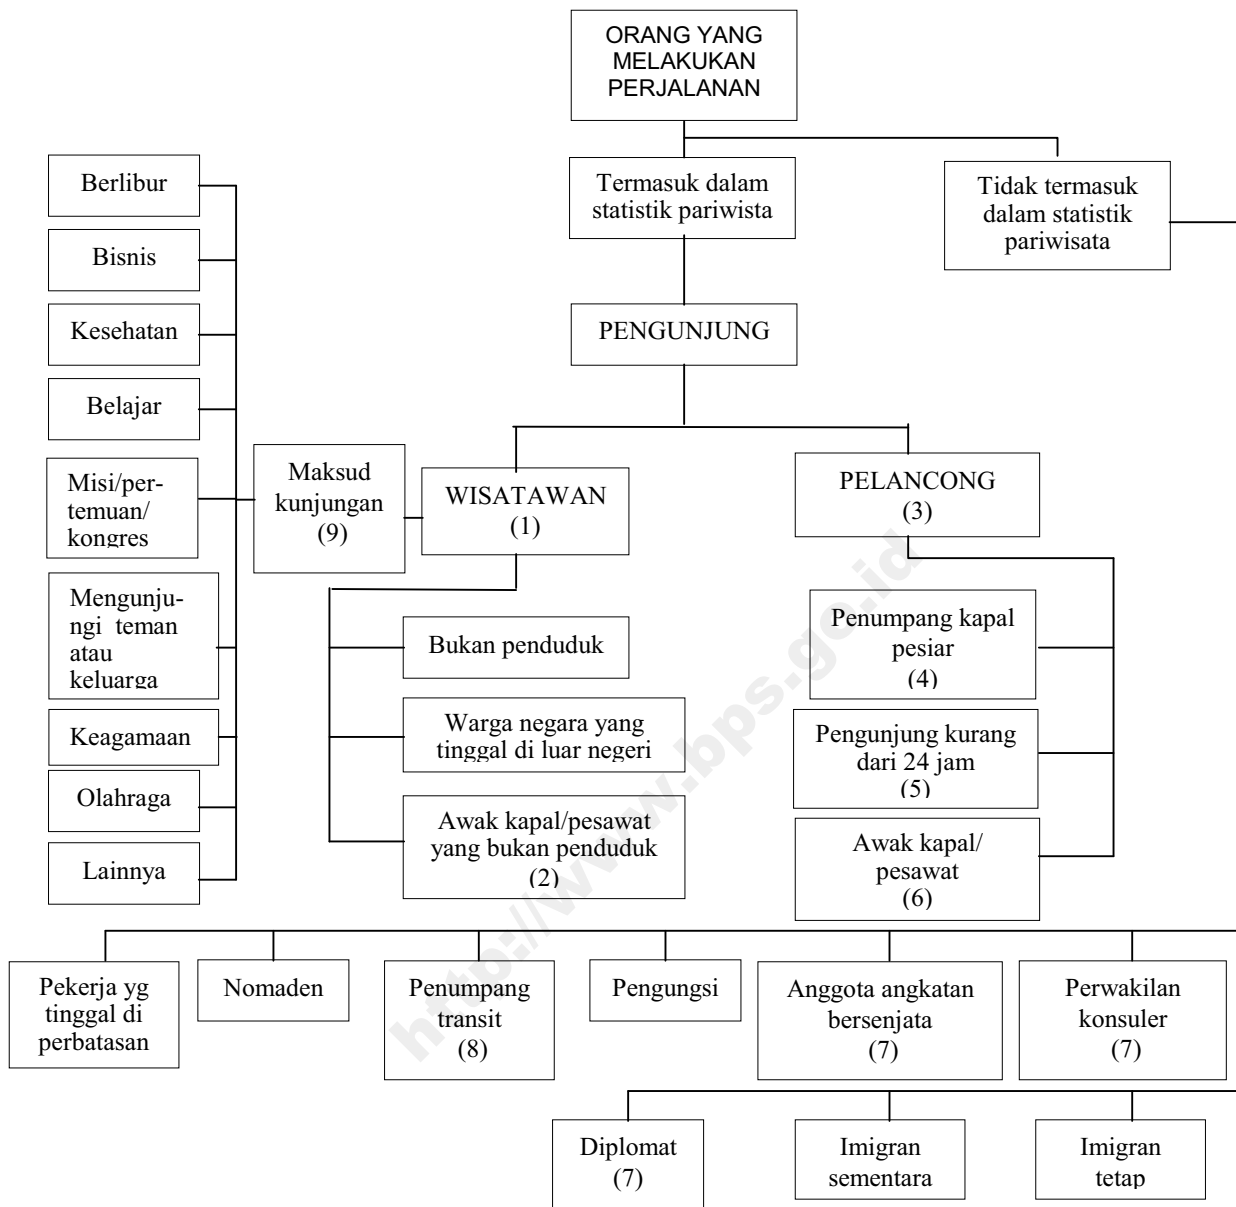 ORANG YANG
MELAKUKAN
PERJALANAN
Termasuk dalam
statistik pariwista
Tidak termasuk
dalam statistik
pariwisata
PENGUNJUNG
Berlibur
Bisnis
Kesehatan
Belajar
Misi/per-
temuan/
kongres
Mengunju-
ngi teman
atau
keluarga
Keagamaan
Olahraga
Lainnya
Maksud
kunjungan
(9)
WISATAWAN
(1)
PELANCONG
(3)
Bukan penduduk
Warga negara yang
tinggal di luar negeri
Awak kapal/pesawat
yang bukan penduduk
(2)
Penumpang kapal
pesiar
(4)
Pengunjung kurang
dari 24 jam
(5)
Awak kapal/
pesawat
(6)
Pekerja yg
tinggal di
perbatasan
Nomaden
Penumpang
transit
(8)
Pengungsi
Anggota angkatan
bersenjata
(7)
Perwakilan
konsuler
(7)
Diplomat
(7)
Imigran
sementara
Imigran
tetap
http://www.bps.go.id